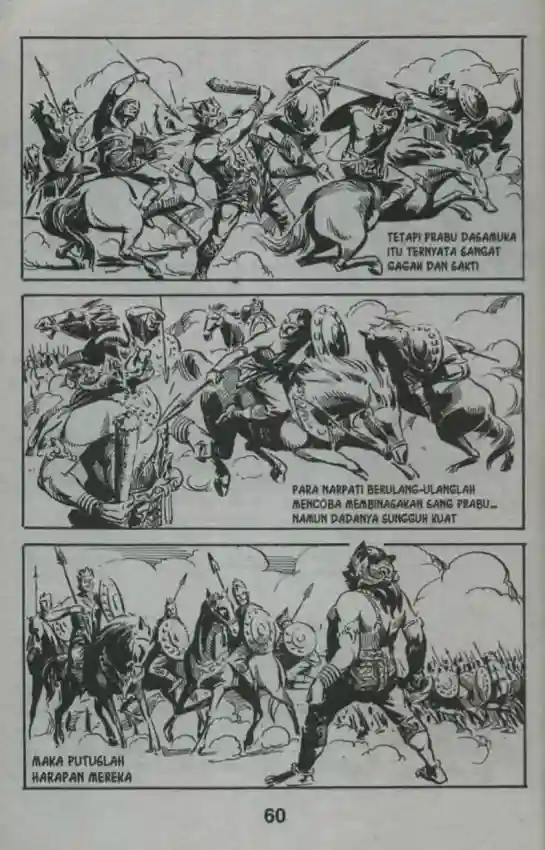 TETAPI PRABU DASAMUKA
ITU TERNYATA SANGAT
GAGAH DAN SAKTI
PARA NARPATI BERULANG-ULANGLAH
MENCOBA MEMBINASAKAN SANG PRABU...
NAMUN DADANYA SUNGGUH KUAT
MAKA PUTUSLAH
HARAPAN MEREKA
60